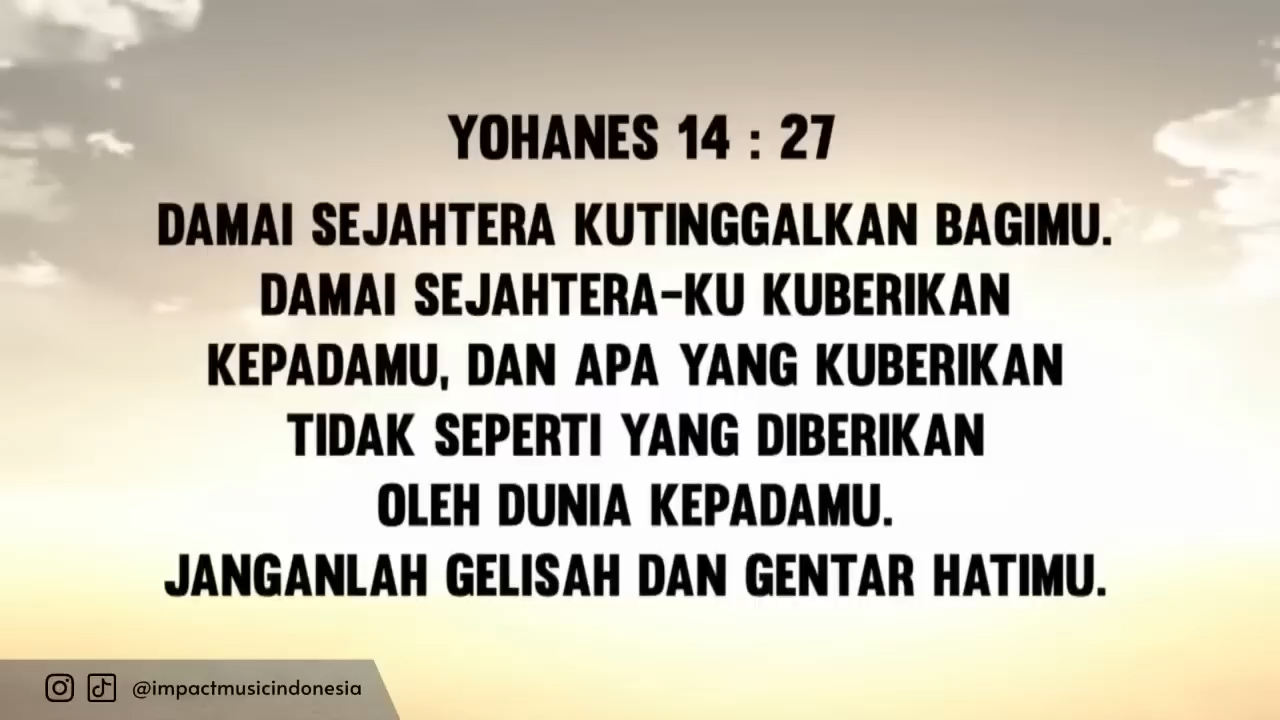 YOHANES 14 : 27
DAMAI SEJAHTERA KUTINGGALKAN BAGIMU.
DAMAI SEJAHTERA-KU KUBERIKAN
KEPADAMU, DAN APA YANG KUBERIKAN
TIDAK SEPERTI YANG DIBERIKAN
OLEH DUNIA KEPADAMU.
JANGANLAH GELISAH DAN GENTAR HATIMU.
@impactmusicindonesia